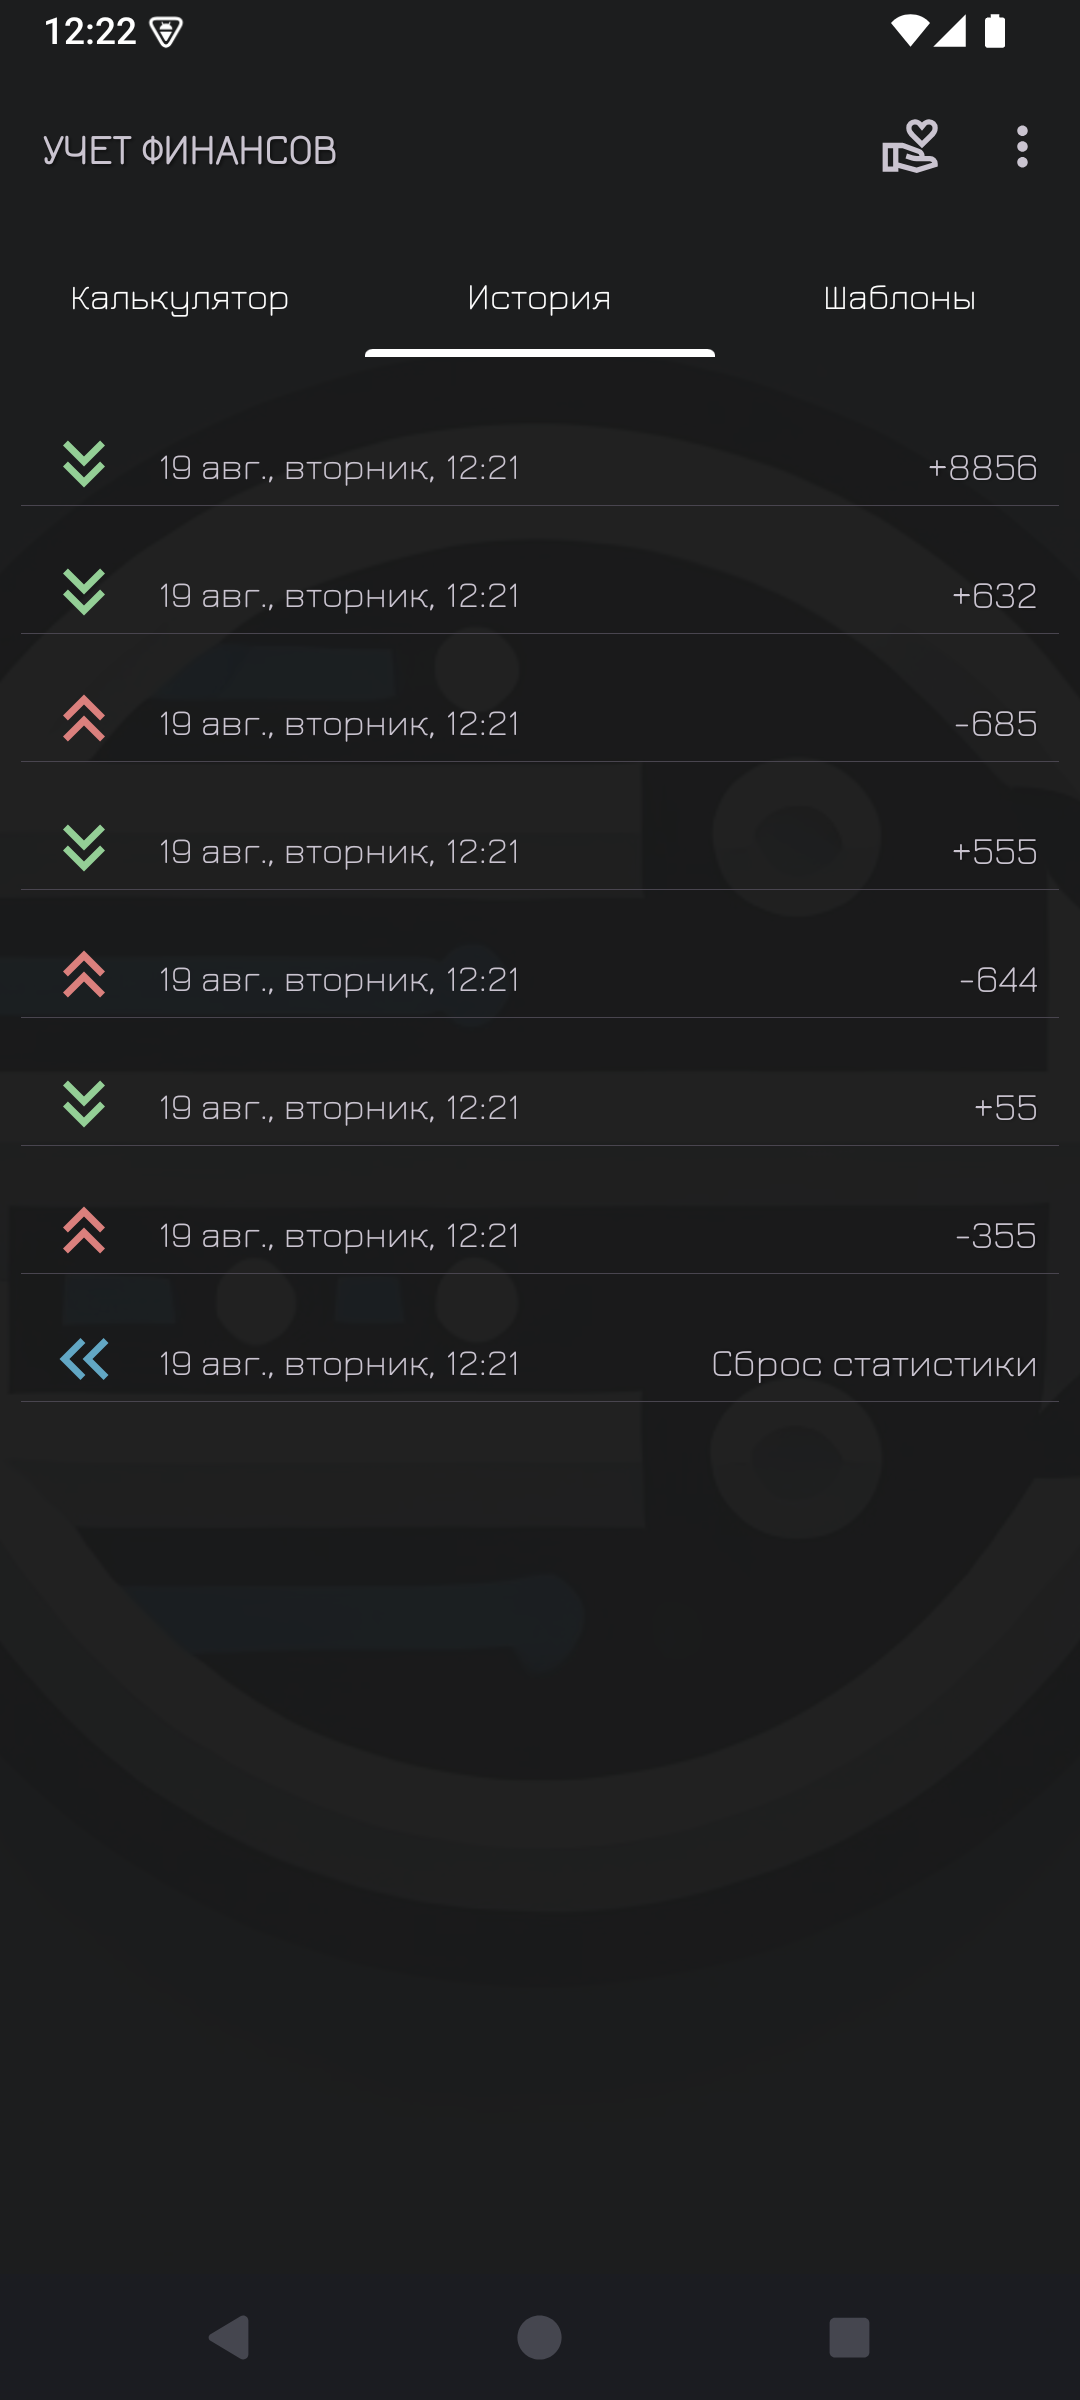 12:22
УЧЕТ ФИНАНСОВ
Калькулятор История Шаблоны
19 авг., вторник, 12:21 +8856
19 авг., вторник, 12:21 +632
19 авг., вторник, 12:21 -685
19 авг., вторник, 12:21 +555
19 авг., вторник, 12:21 -644
19 авг., вторник, 12:21 +55
19 авг., вторник, 12:21 -355
19 авг., вторник, 12:21 Сброс статистики